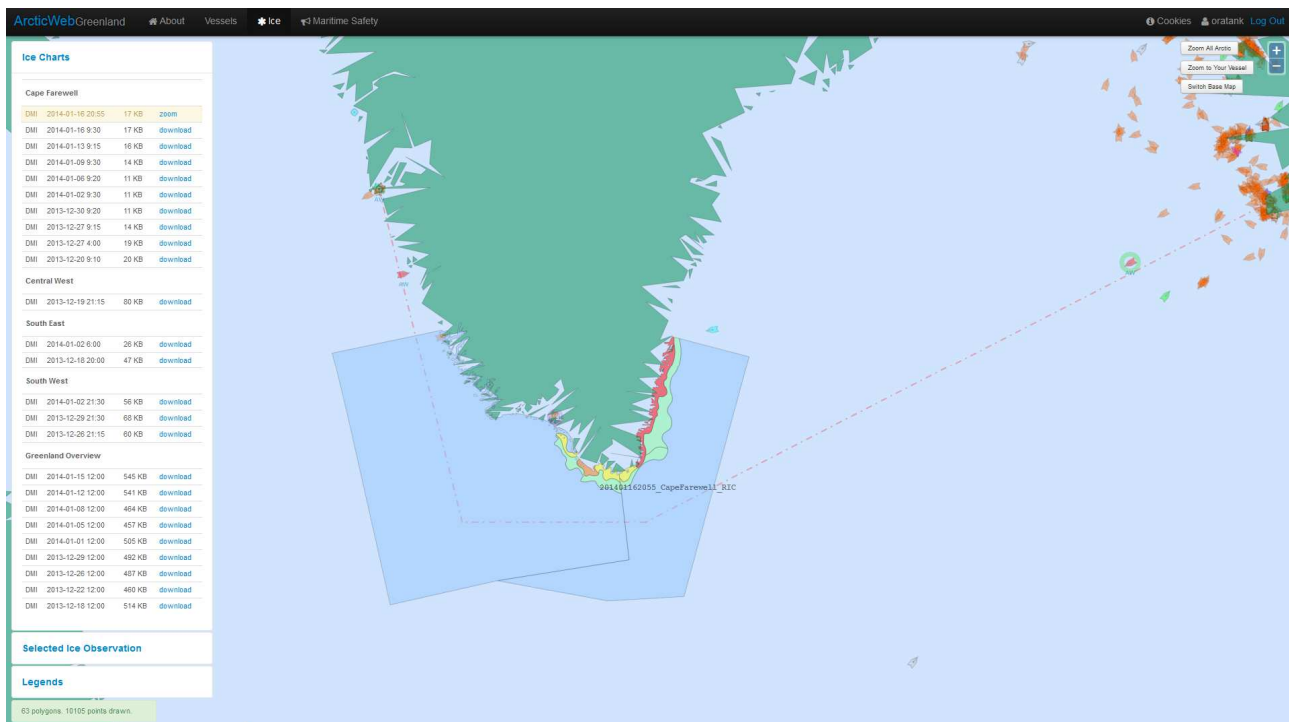 ArcticWebGreenland About Vessels Ice Maritime Safety Cookies oratank Log Out
Ice Charts
Cape Farewell
DMI 2014-01-16 20:55 17 KB zoom
DMI 2014-01-16 9:30 17 KB download
DMI 2014-01-13 9:15 16 KB download
DMI 2014-01-09 9:30 14 KB download
DMI 2014-01-06 9:20 11 KB download
DMI 2014-01-02 9:30 11 KB download
DMI 2013-12-30 9:20 11 KB download
DMI 2013-12-27 9:15 14 KB download
DMI 2013-12-27 4:00 19 KB download
DMI 2013-12-20 9:10 20 KB download
Central West
DMI 2013-12-19 21:15 80 KB download
South East
DMI 2014-01-02 6:00 26 KB download
DMI 2013-12-18 20:00 47 KB download
South West
DMI 2014-01-02 21:30 56 KB download
DMI 2013-12-29 21:30 68 KB download
DMI 2013-12-26 21:15 60 KB download
Greenland Overview
DMI 2014-01-15 12:00 545 KB download
DMI 2014-01-12 12:00 541 KB download
DMI 2014-01-08 12:00 464 KB download
DMI 2014-01-05 12:00 457 KB download
DMI 2014-01-01 12:00 505 KB download
DMI 2013-12-29 12:00 492 KB download
DMI 2013-12-26 12:00 487 KB download
DMI 2013-12-22 12:00 460 KB download
DMI 2013-12-18 12:00 514 KB download
Selected Ice Observation
Legends
63 polygons. 10105 points drawn.
Zoom All Arctic
Zoom to Your Vessel
Switch Base Map
+
−
AW
AW
AW
201401162055_CapeFarewell_RIC